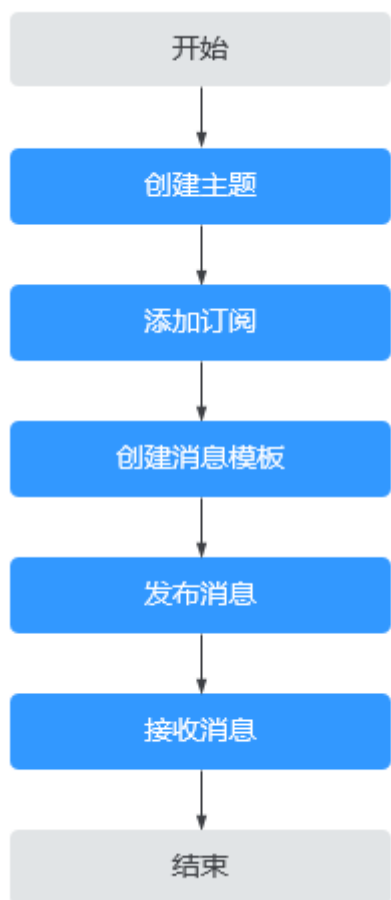 开始
创建主题
添加订阅
创建消息模板
发布消息
接收消息
结束